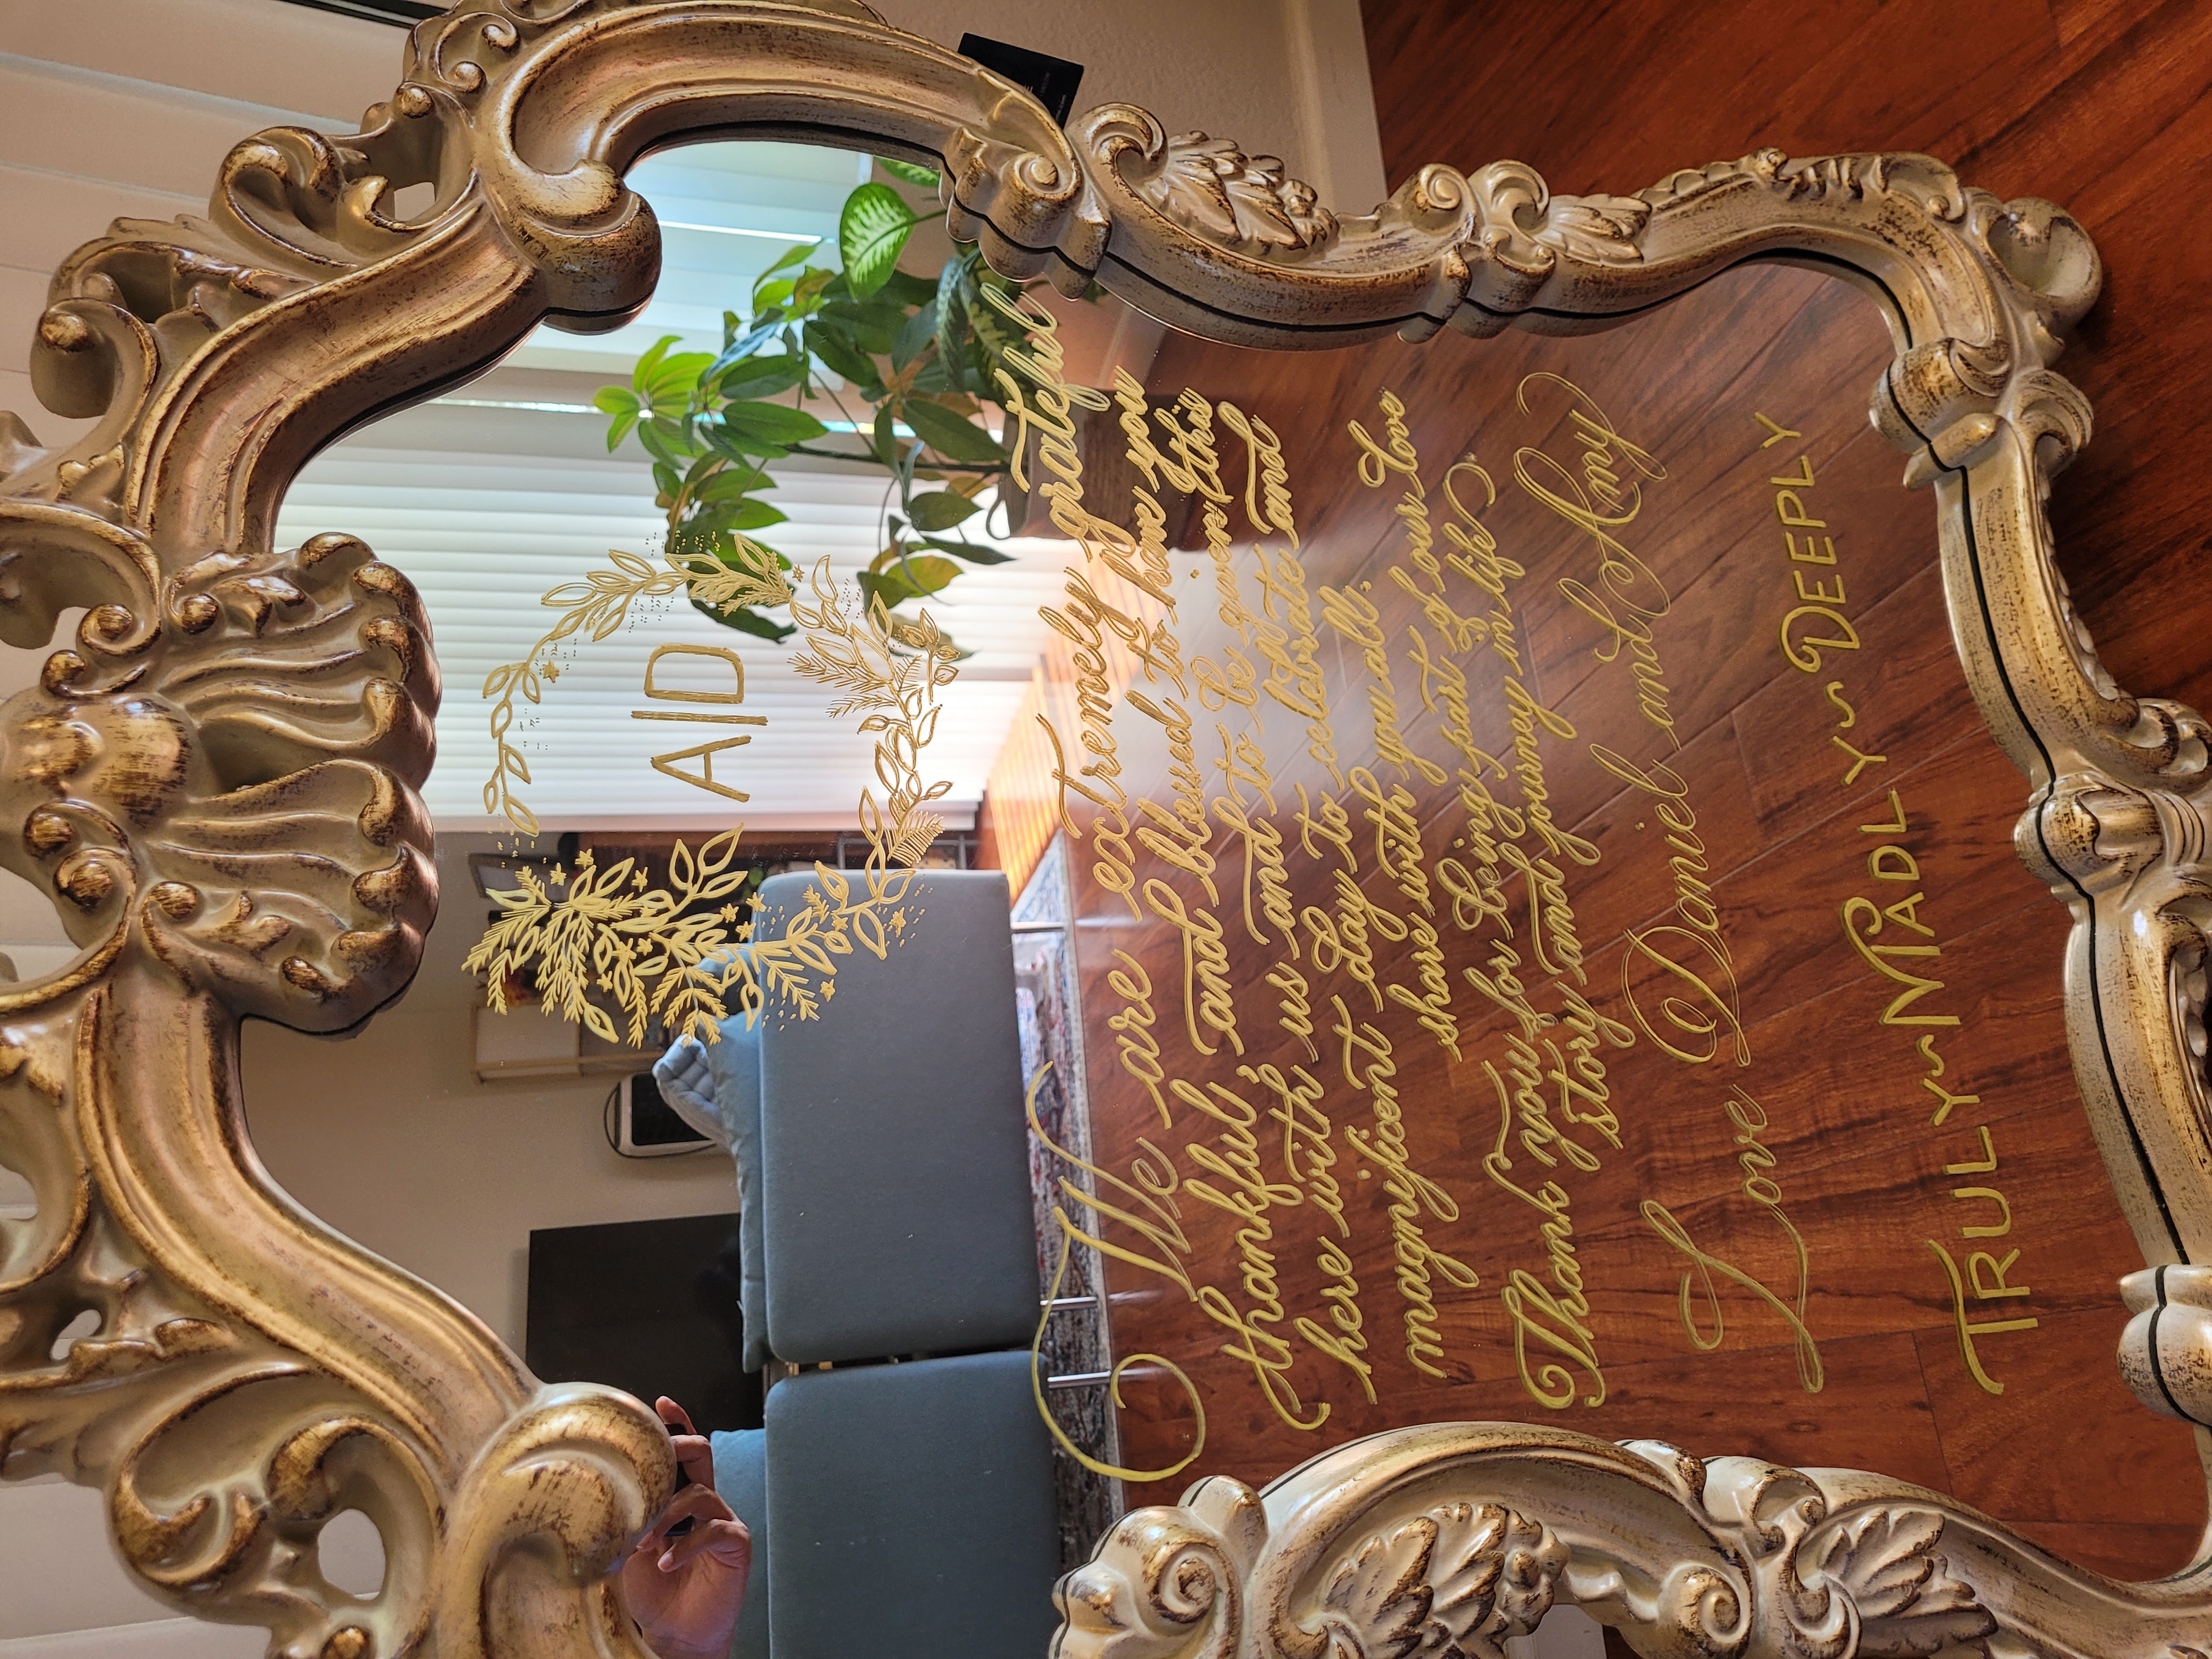 A|D
We are extremely grateful
thankful, and blessed to have you
here with us and to be given this
magnificent day to celebrate and
share with you all.
Thank you for being part of our love
story and journey in life.
Love Daniel and Amy
TRULY~MADLY~DEEPLY